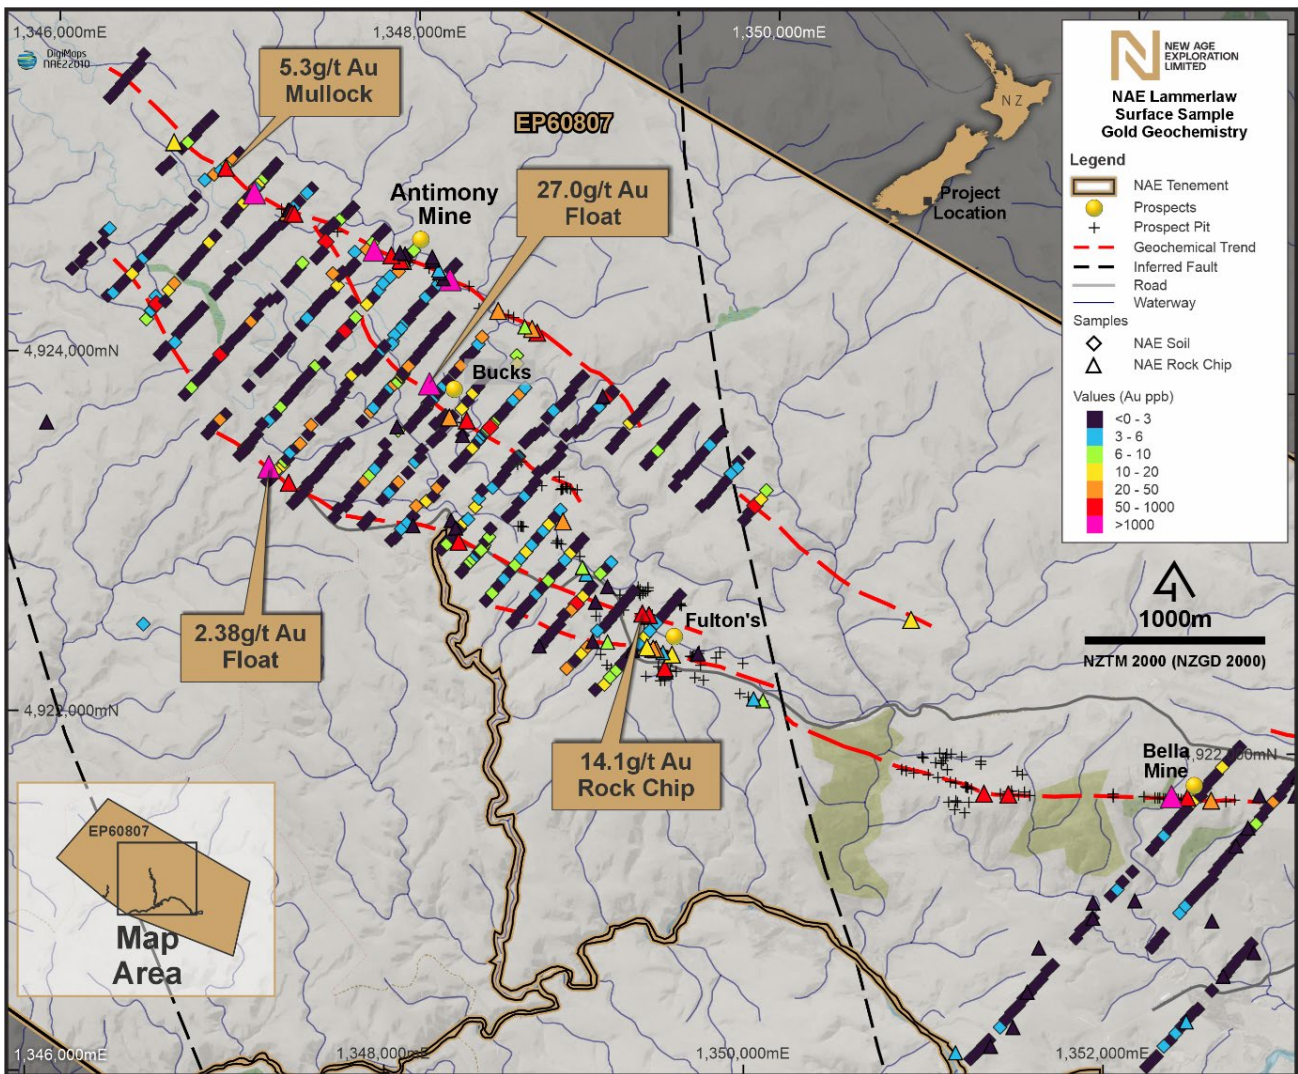 1,346,000mE
1,348,000mE
1,350,000mE
DigiMaps
NAE22010
5.3g/t Au
Mullock
EP60807
NZ
Project
Location
Antimony
Mine
27.0g/t Au
Float
4,924,000mN
Bucks
2.38g/t Au
Float
Fulton's
4,922,000mN
14.1g/t Au
Rock Chip
Bella
Mine
,922,000mN
N
NEW AGE
EXPLORATION
LIMITED
NAE Lammerlaw
Surface Sample
Gold Geochemistry
Legend
NAE Tenement
Prospects
Prospect Pit
Geochemical Trend
Inferred Fault
Road
Waterway
Samples
NAE Soil
NAE Rock Chip
Values (Au ppb)
<0 - 3
3 - 6
6 - 10
10 - 20
20 - 50
50 - 1000
>1000
1000m
NZTM 2000 (NZGD 2000)
EP60807
Map
Area
1,346,000mE
1,348,000mE
1,350,000mE
1,352,000mE